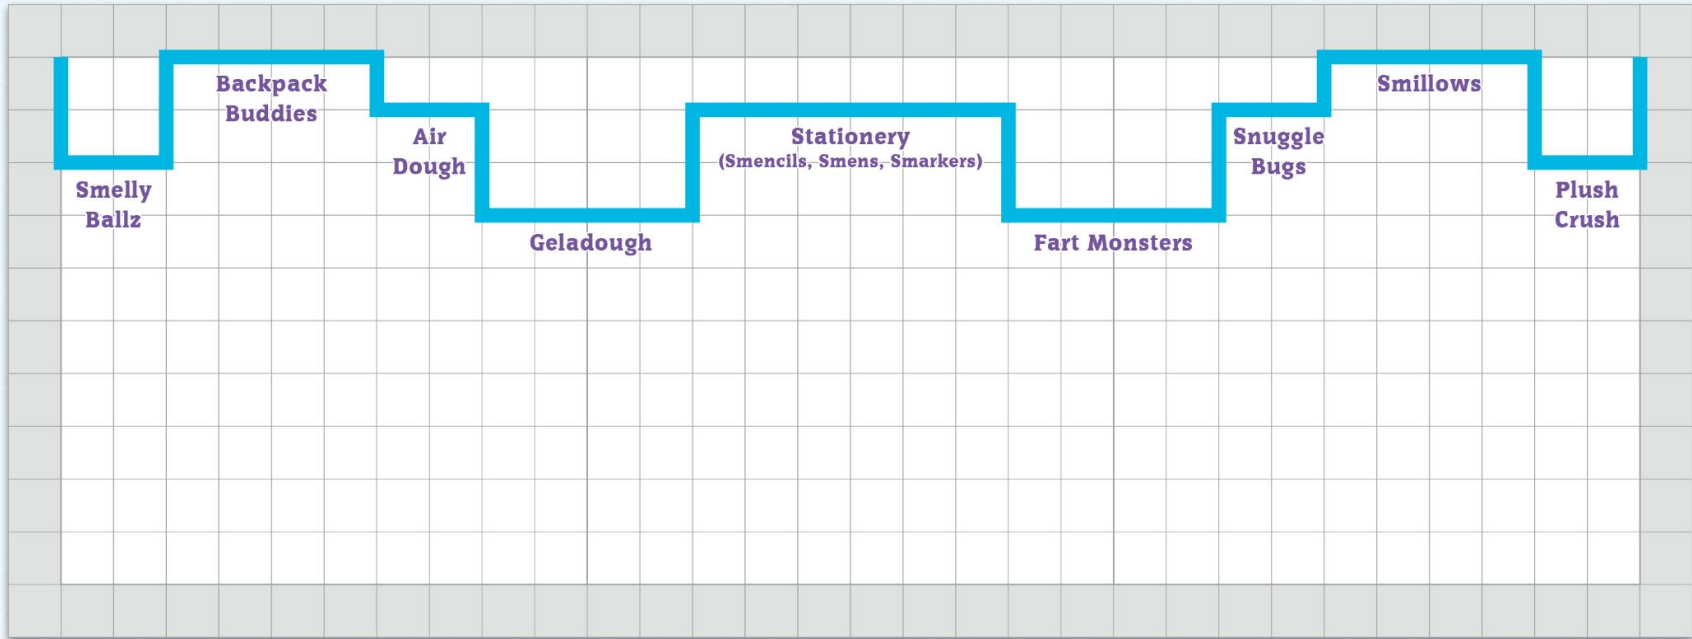 Smelly
Ballz
Backpack
Buddies
Air
Dough
Geladough
Stationery
(Smencils, Smens, Smarkers)
Fart Monsters
Snuggle
Bugs
Smillows
Plush
Crush